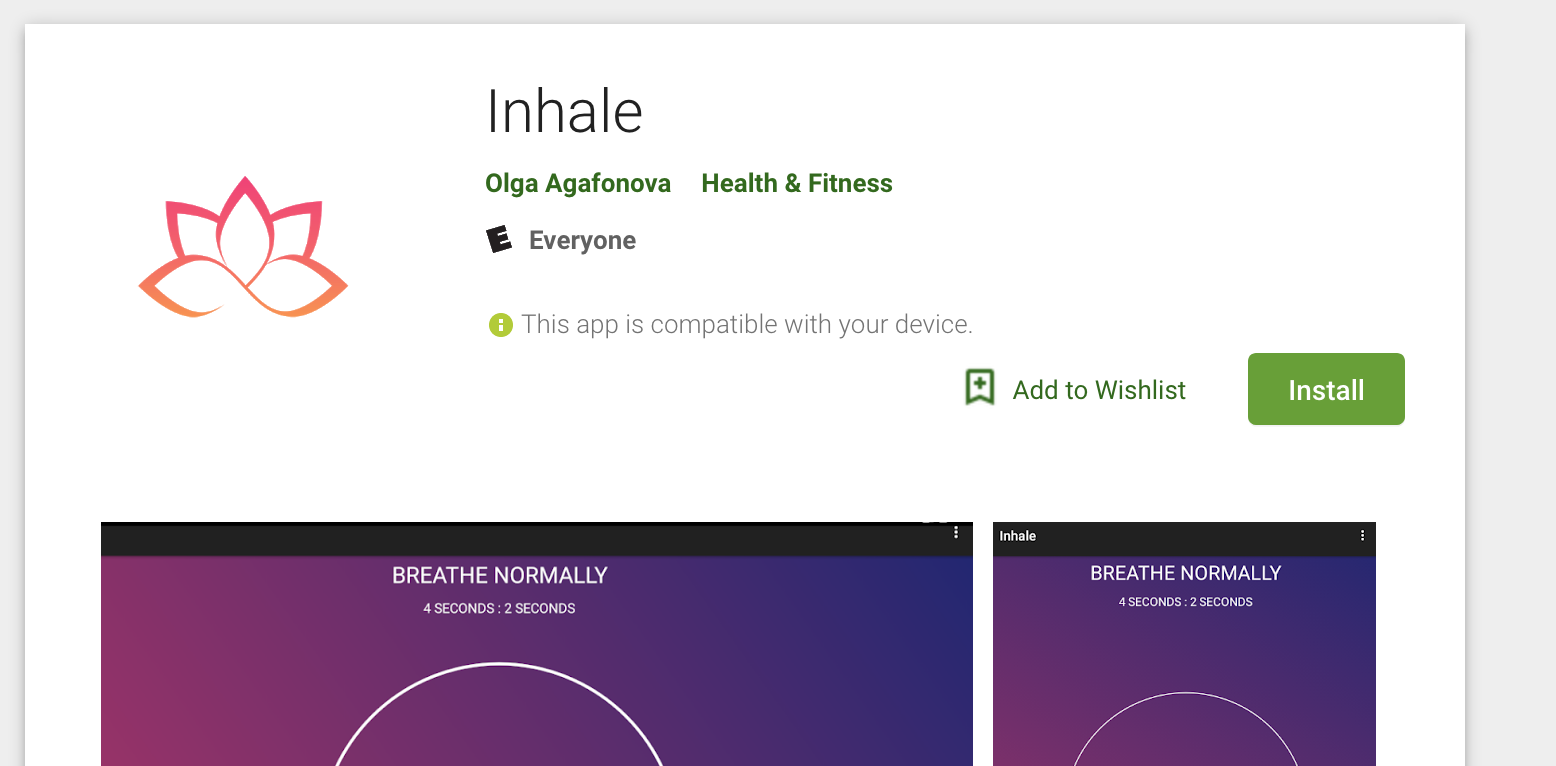 Inhale
Olga Agafonova Health & Fitness
E Everyone
This app is compatible with your device.
Add to Wishlist Install
BREATHE NORMALLY
4 SECONDS : 2 SECONDS
Inhale
BREATHE NORMALLY
4 SECONDS : 2 SECONDS